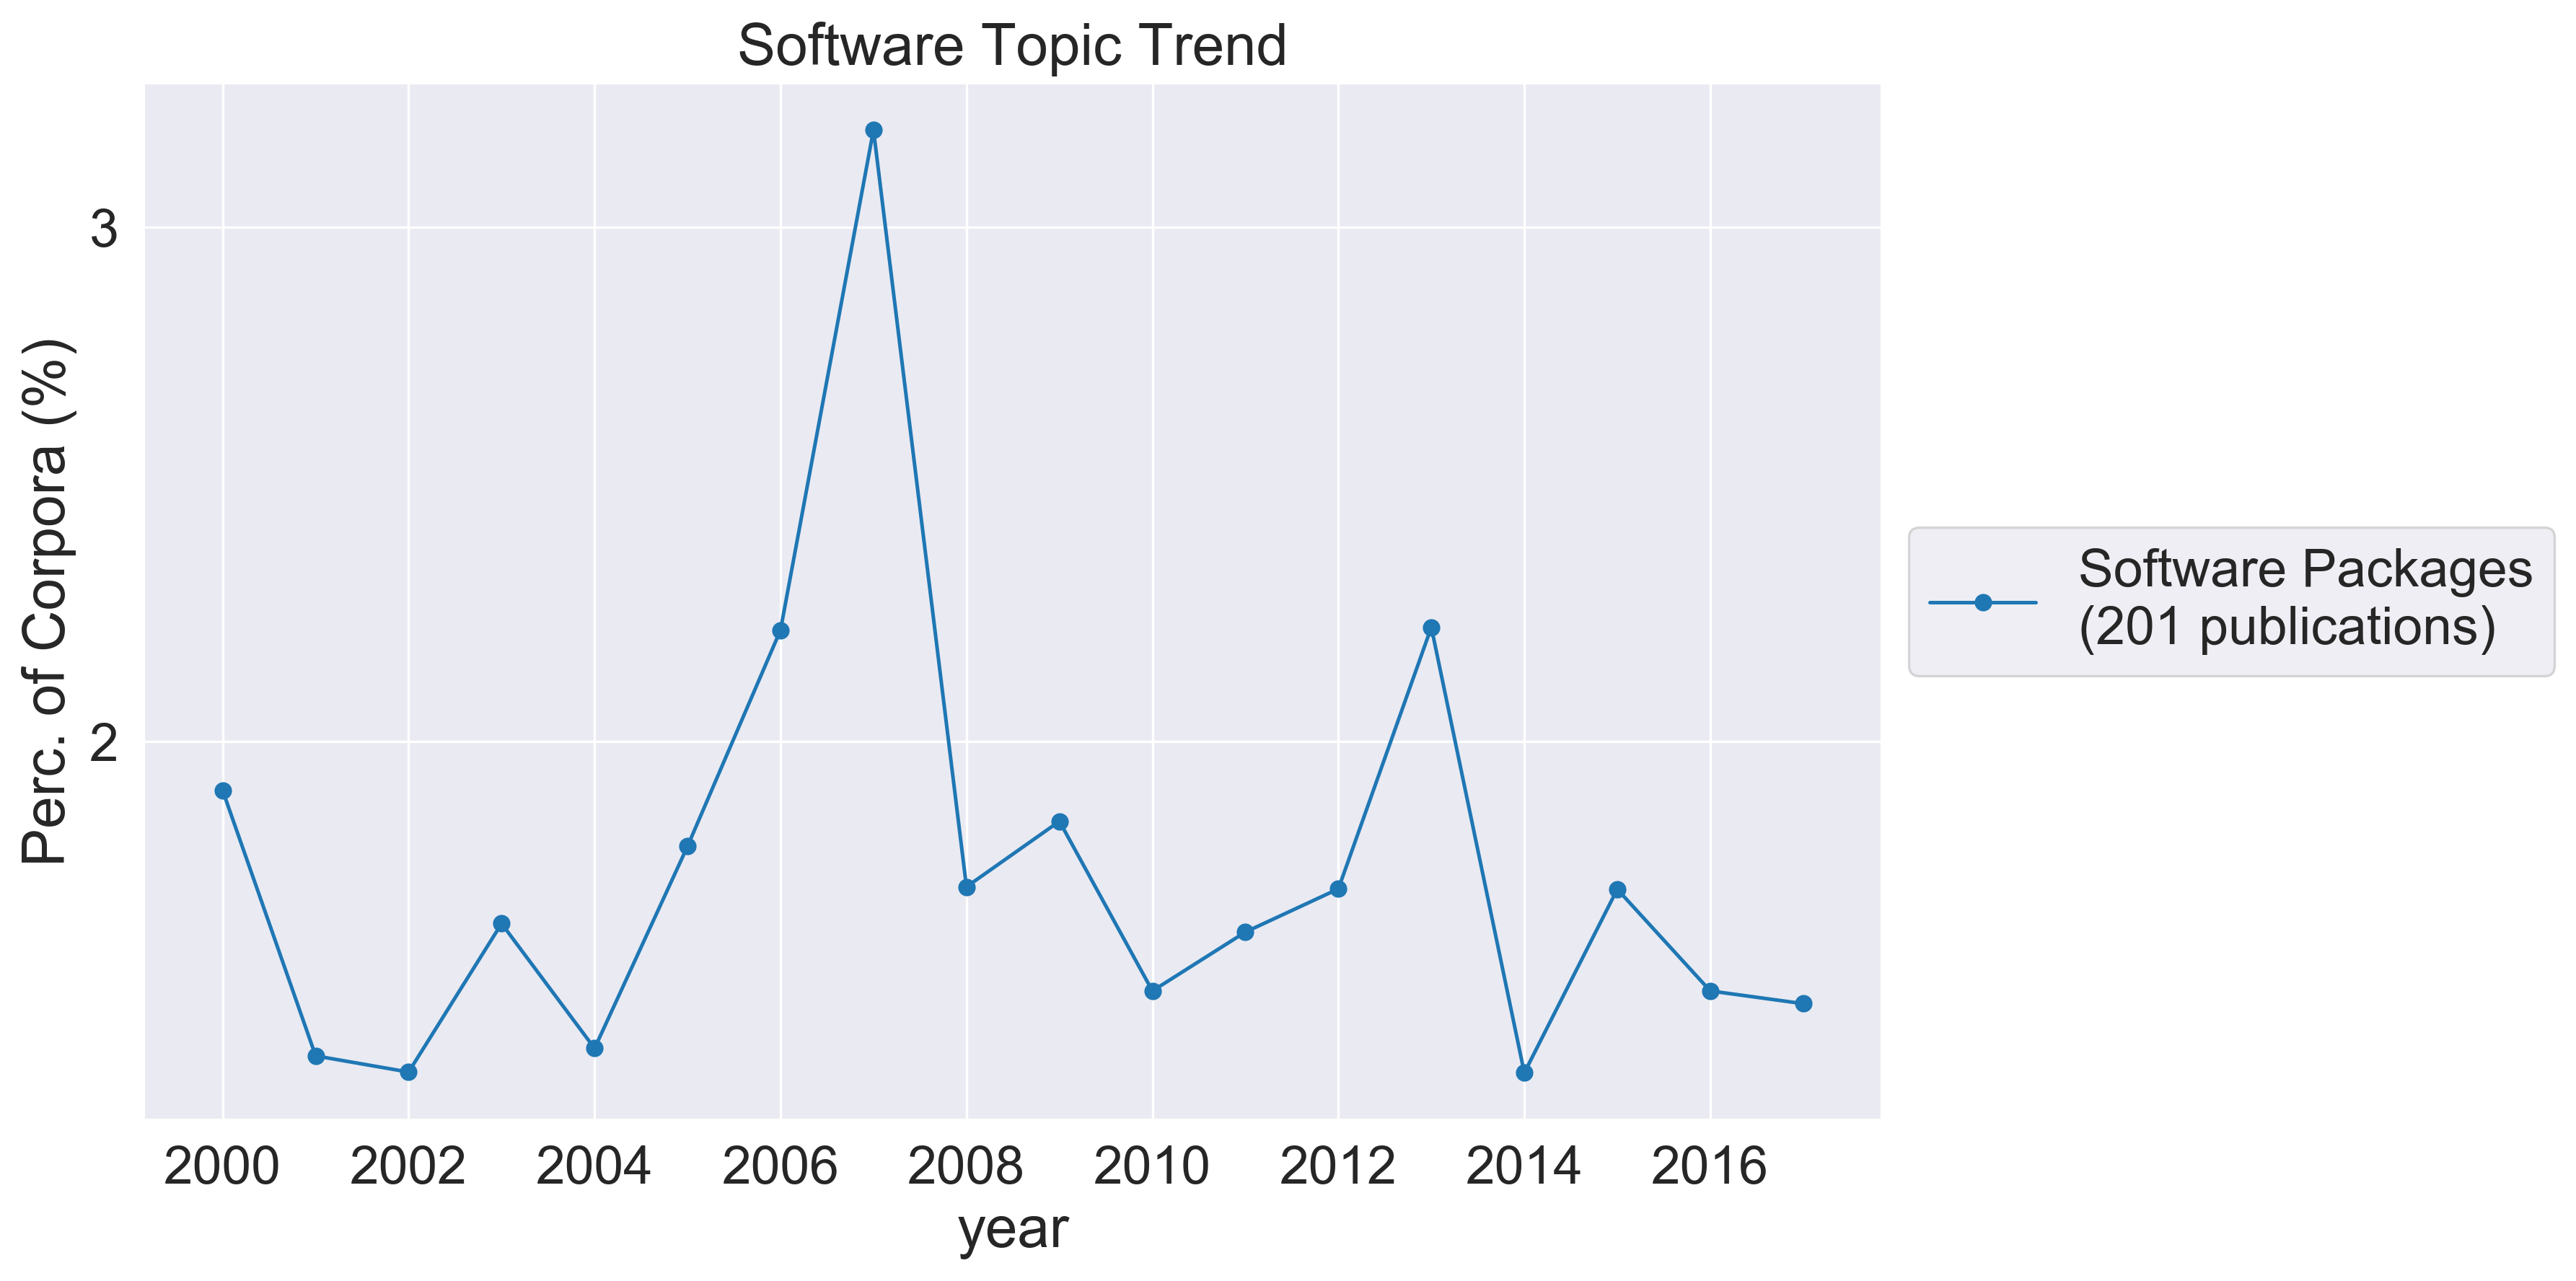 Software Topic Trend
Perc. of Corpora (%)
3
2
2000 2002 2004 2006 2008 2010 2012 2014 2016
year
Software Packages
(201 publications)